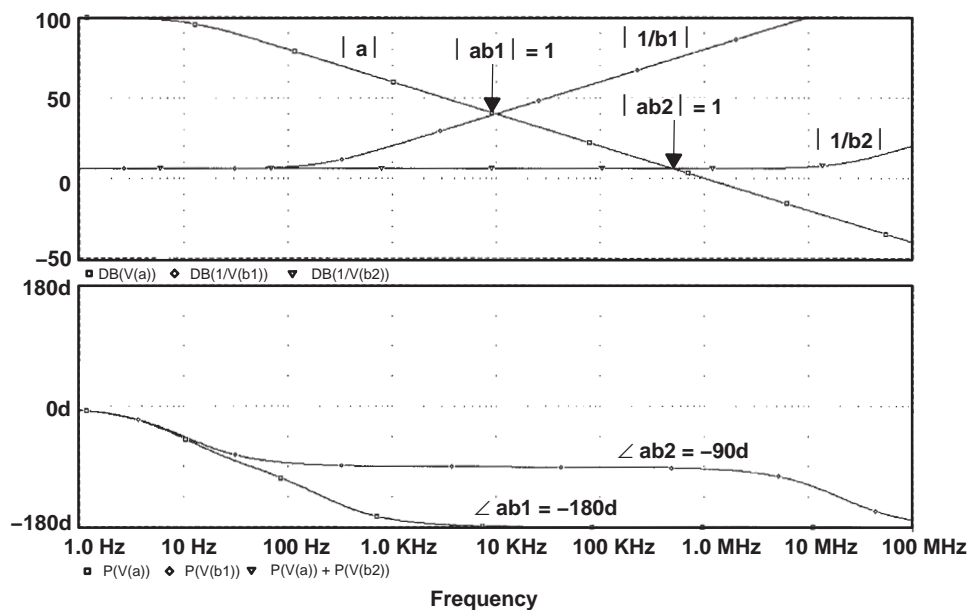 100
50
0
−50
| a |
| ab1 | = 1
| 1/b1 |
| ab2 | = 1
| 1/b2 |
DB(V(a)) DB(1/V(b1)) DB(1/V(b2))
180d
0d
−180d
∠ ab2 = −90d
∠ ab1 = −180d
1.0 Hz 10 Hz 100 Hz 1.0 KHz 10 KHz 100 KHz 1.0 MHz 10 MHz 100 MHz
P(V(a)) P(V(b1)) P(V(a)) + P(V(b2))
Frequency